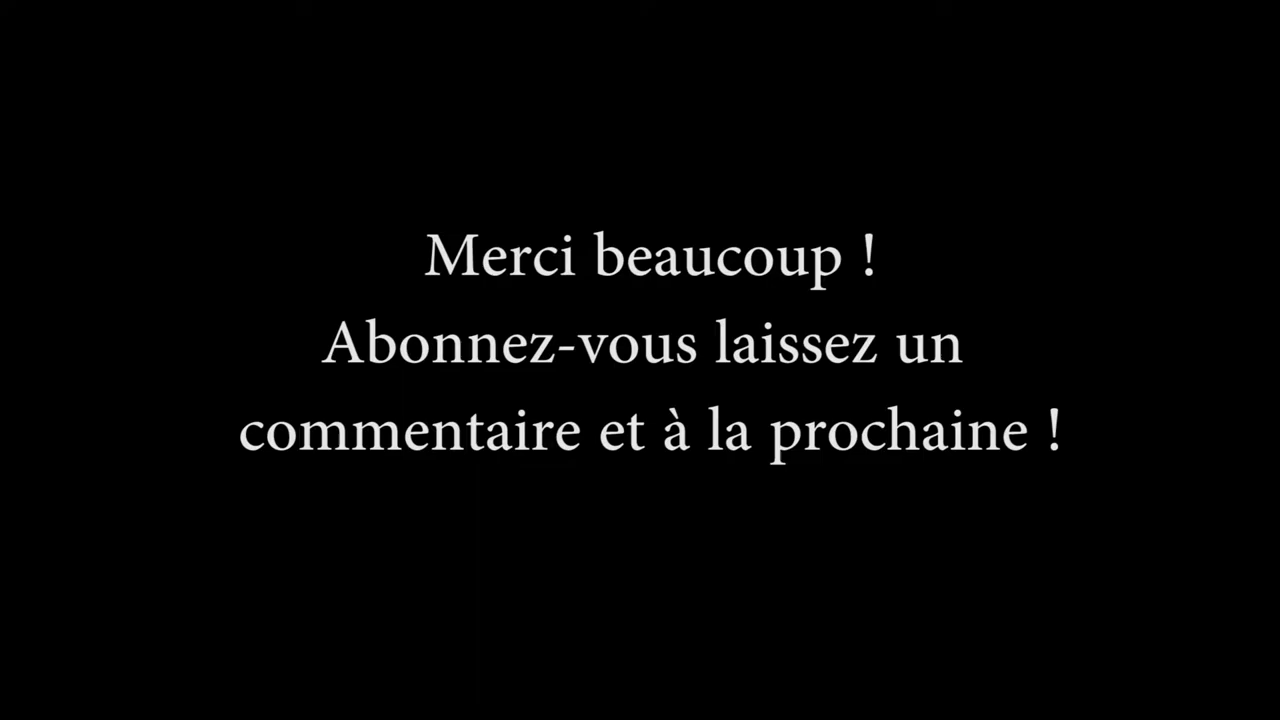 Merci beaucoup !
Abonnez-vous laissez un
commentaire et à la prochaine !